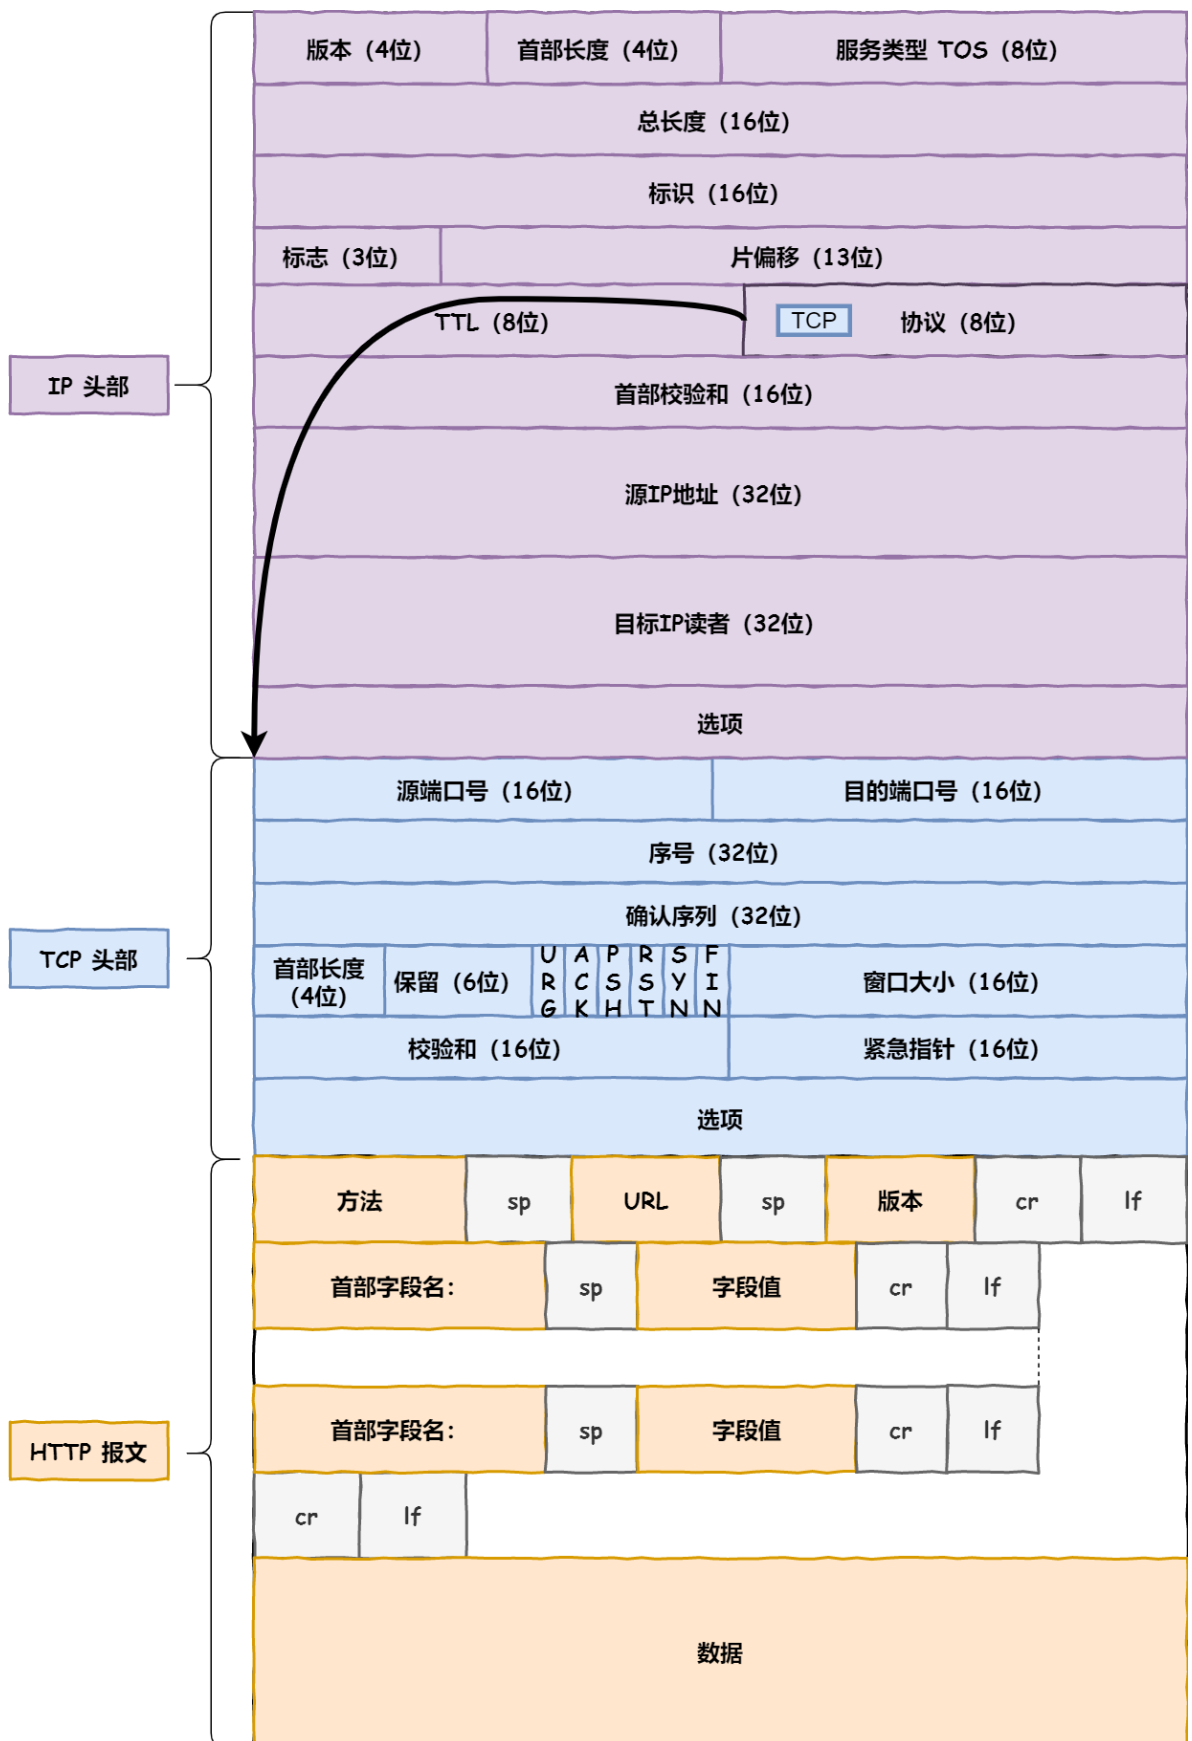 版本（4位）
首部长度（4位）
服务类型 TOS（8位）
总长度（16位）
标识（16位）
标志（3位）
片偏移（13位）
TTL（8位）
TCP
协议（8位）
IP 头部
首部校验和（16位）
源IP地址（32位）
目标IP读者（32位）
选项
源端口号（16位）
目的端口号（16位）
序号（32位）
确认序列（32位）
TCP 头部
首部长度
（4位）
保留（6位）
URG
ACK
PSH
RST
SYN
FIN
窗口大小（16位）
校验和（16位）
紧急指针（16位）
选项
方法
sp
URL
sp
版本
cr
lf
首部字段名：
sp
字段值
cr
lf
首部字段名：
sp
字段值
cr
lf
HTTP 报文
cr
lf
数据